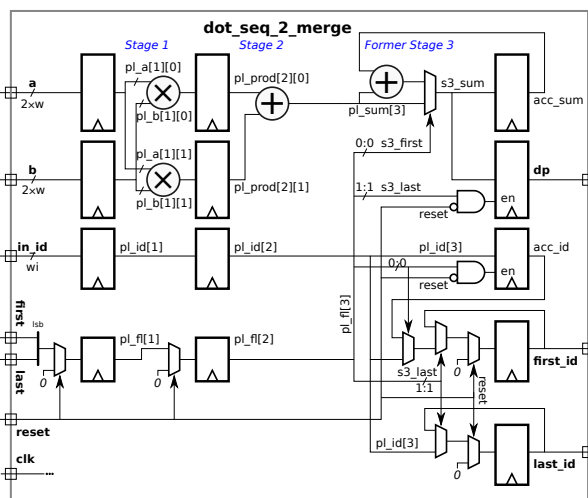 dot_seq_2_merge
Stage 1
Stage 2
Former Stage 3
a
2×w
pl_a[1][0]
pl_b[1][0]
pl_prod[2][0]
pl_sum[3]
s3_sum
acc_sum
0:0 s3_first
b
2×w
pl_a[1][1]
pl_b[1][1]
pl_prod[2][1]
1:1 s3_last
reset
en
dp
in_id
wi
pl_id[1]
pl_id[2]
pl_id[3]
0:0
reset
en
acc_id
first
last
lsb
0
pl_fl[1]
0
pl_fl[2]
pl_fl[3]
s3_last
1:1
0
reset
first_id
reset
clk
...
pl_id[3]
0
last_id